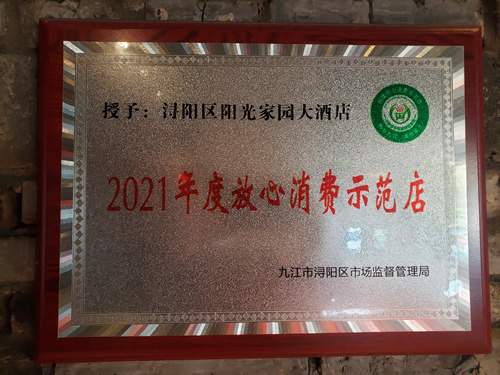 授予：浔阳区阳光家园大酒店
2021年度放心消费示范店
九江市浔阳区市场监督管理局